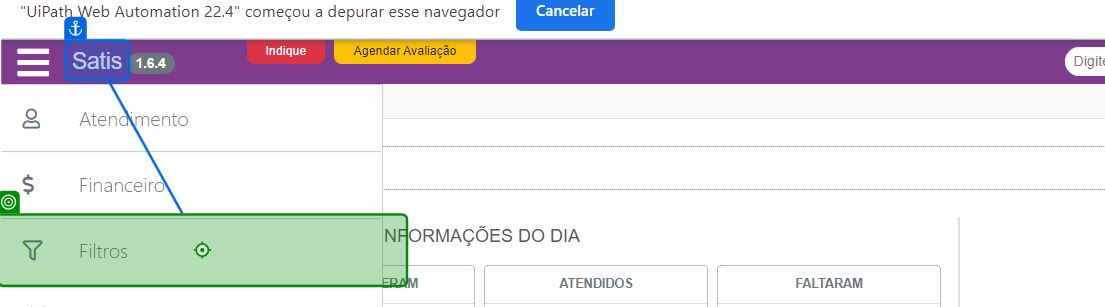 "UiPath Web Automation 22.4" começou a depurar esse navegador
Cancelar
Satis 1.6.4
Indique
Agendar Avaliação
Digite
Atendimento
Financeiro
Filtros
NFORMAÇÕES DO DIA
ERAM
ATENDIDOS
FALTARAM